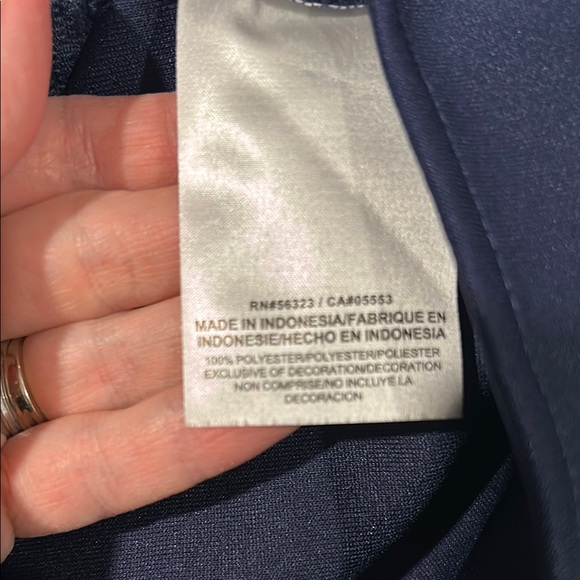 RN#56323 / CA#05553
MADE IN INDONESIA/FABRIQUE EN
INDONESIE/HECHO EN INDONESIA
100% POLYESTER/POLYESTER/POLIESTER
EXCLUSIVE OF DECORATION/DECORATION
NON COMPRISE/NO INCLUYE LA
DECORACION